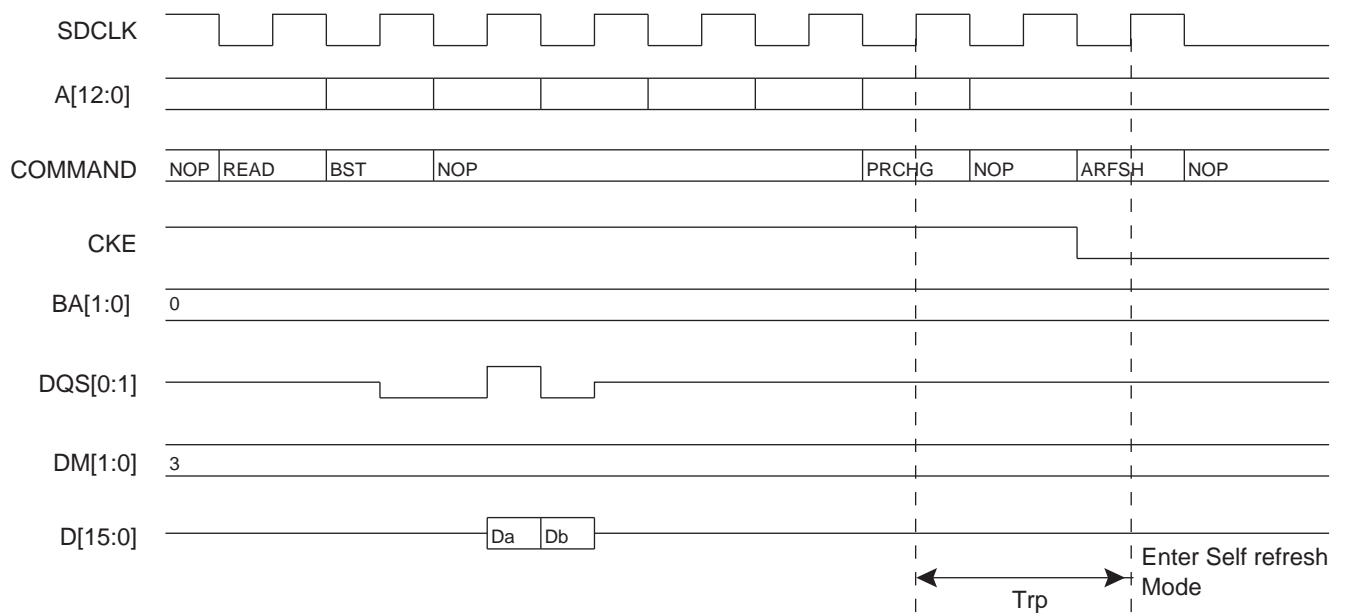 SDCLK
A[12:0]
COMMAND NOP READ BST NOP PRCHG NOP ARFSH NOP
CKE
BA[1:0] 0
DQS[0:1]
DM[1:0] 3
D[15:0] Da Db
Trp
Enter Self refresh
Mode